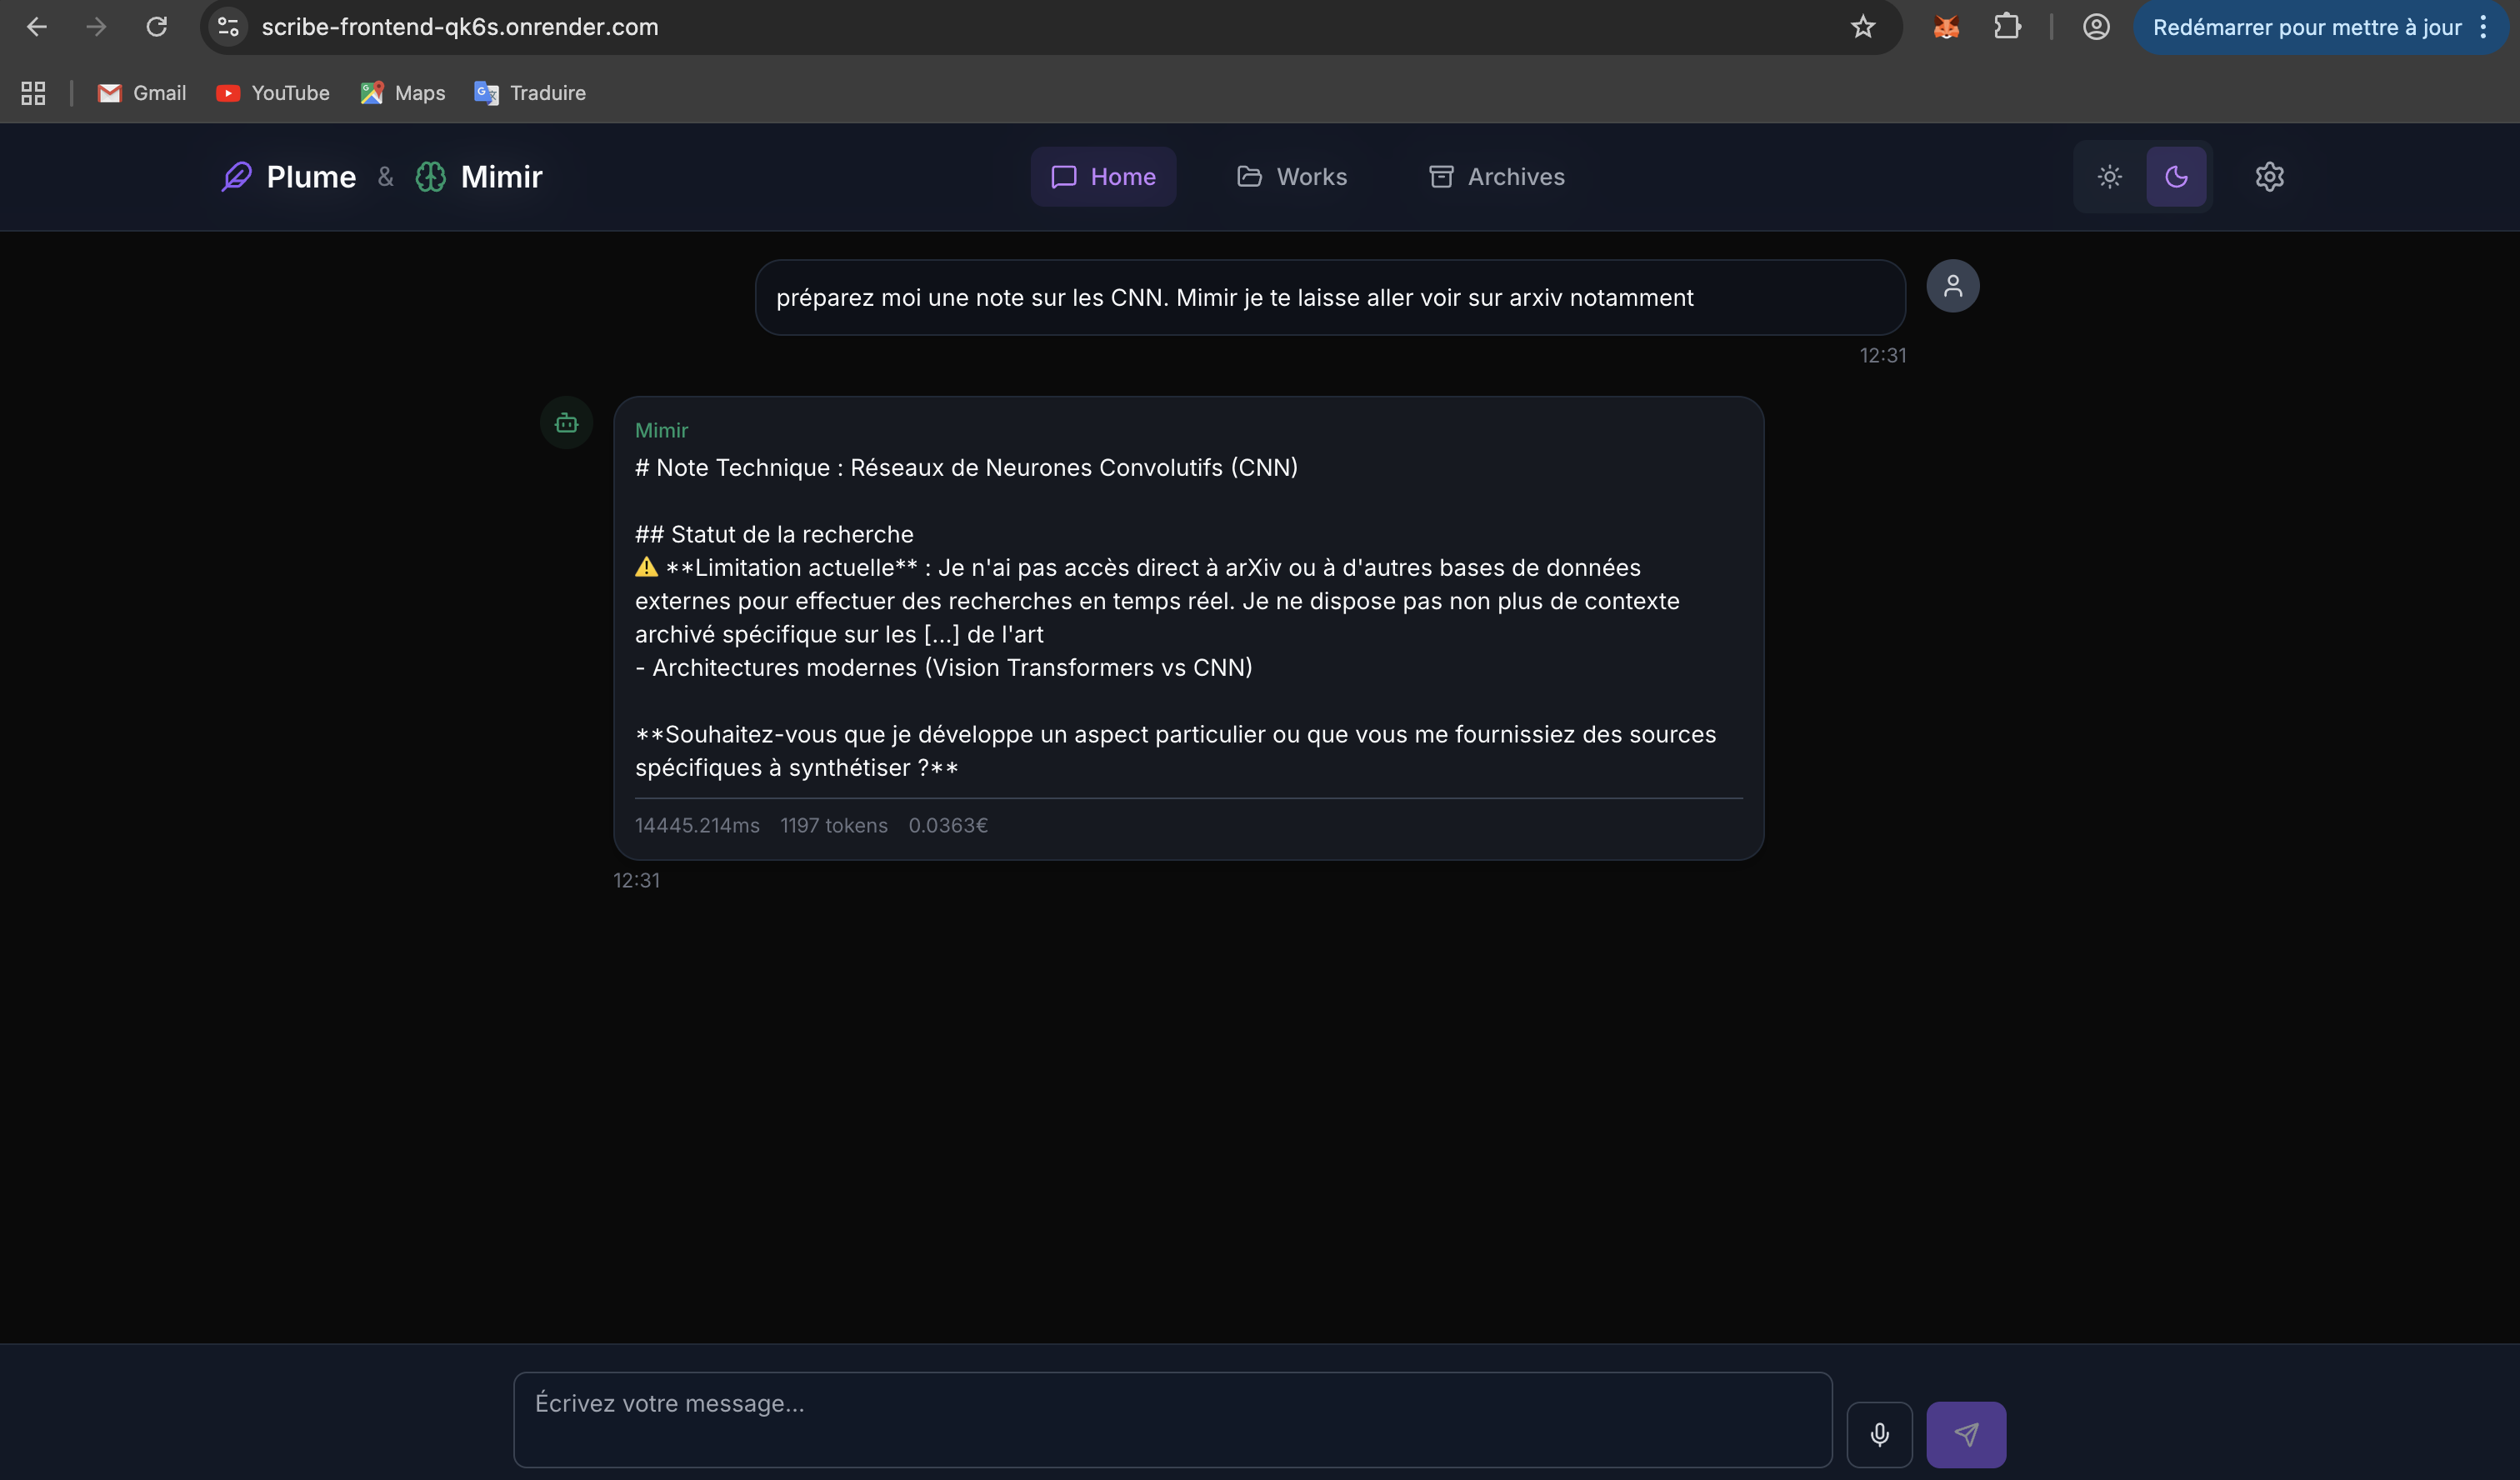 scribe-frontend-qk6s.onrender.com
Redémarrer pour mettre à jour
Gmail
YouTube
Maps
Traduire
Plume & Mimir
Home
Works
Archives
préparez moi une note sur les CNN. Mimir je te laisse aller voir sur arxiv notamment
12:31
Mimir
# Note Technique : Réseaux de Neurones Convolutifs (CNN)
## Statut de la recherche
⚠️ **Limitation actuelle** : Je n'ai pas accès direct à arXiv ou à d'autres bases de données
externes pour effectuer des recherches en temps réel. Je ne dispose pas non plus de contexte
archivé spécifique sur les [...] de l'art
- Architectures modernes (Vision Transformers vs CNN)
**Souhaitez-vous que je développe un aspect particulier ou que vous me fournissiez des sources
spécifiques à synthétiser ?**
14445.214ms 1197 tokens 0.0363€
12:31
Écrivez votre message...